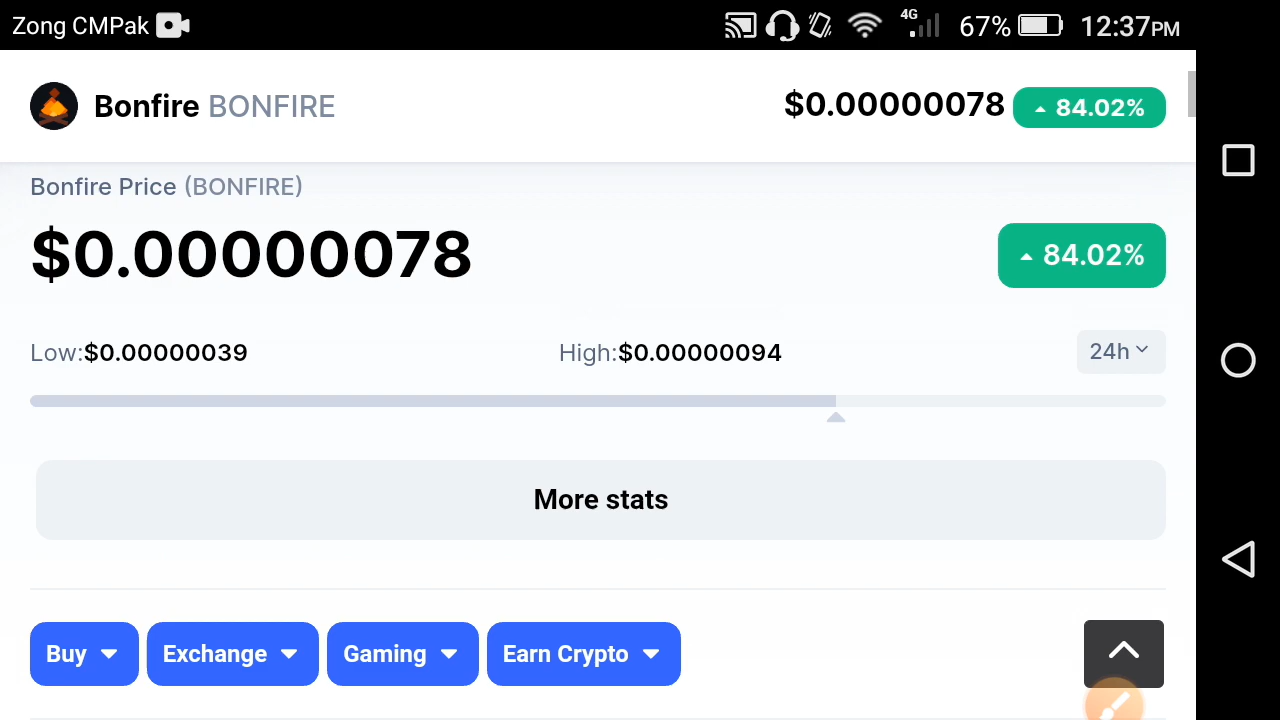 Zong CMPak 4G 67% 12:37PM
Bonfire BONFIRE $0.00000078 84.02%
Bonfire Price (BONFIRE)
$0.00000078 84.02%
Low:$0.00000039 High:$0.00000094 24h
More stats
Buy Exchange Gaming Earn Crypto